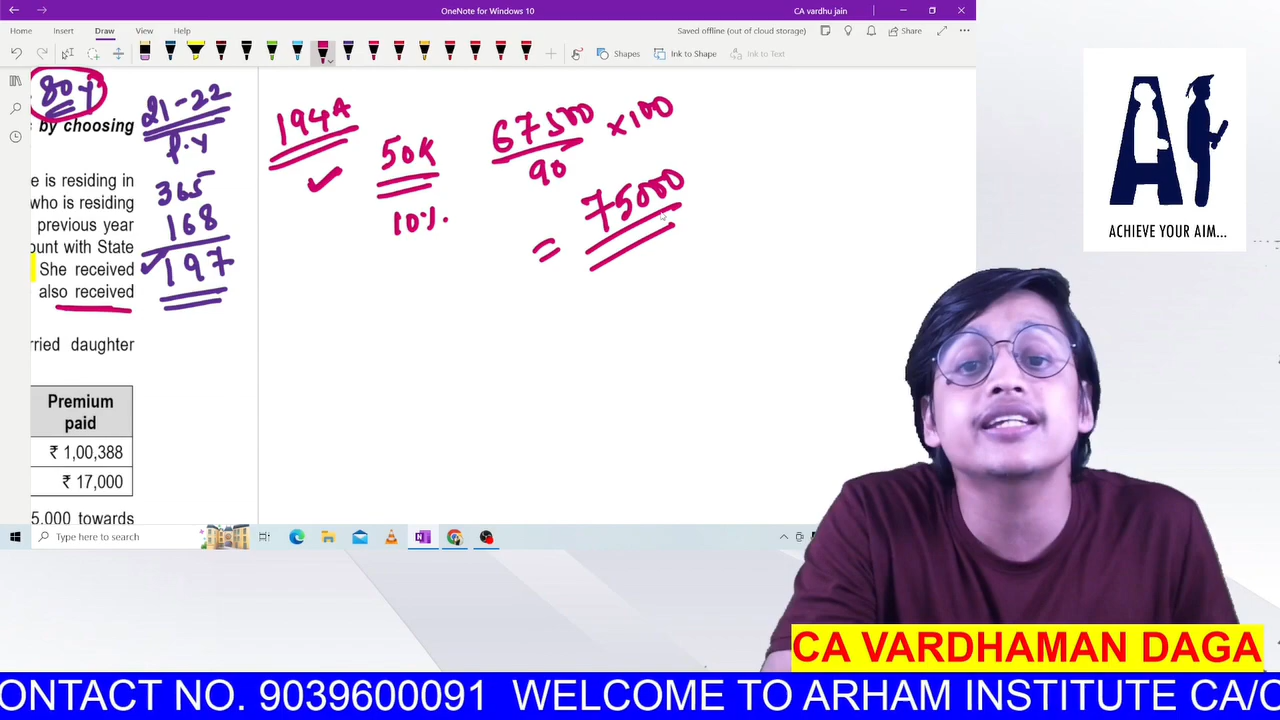 OneNote for Windows 10
CA vardhu jain
Home Insert Draw View Help
Saved offline (out of cloud storage)
Share
Shapes
Ink to Shape
Ink to Text
80 y
s by choosing
e is residing in
who is residing
previous year
ount with State
She received
also received
rried daughter
Premium
paid
₹ 1,00,388
₹ 17,000
5,000 towards
21-22
P.Y
365
168
197
194A
50K
10%.
67500 ×100
90
= 75000
ACHIEVE YOUR AIM...
Type here to search
CA VARDHAMAN DAGA
ONTACT NO. 9039600091 WELCOME TO ARHAM INSTITUTE CA/C